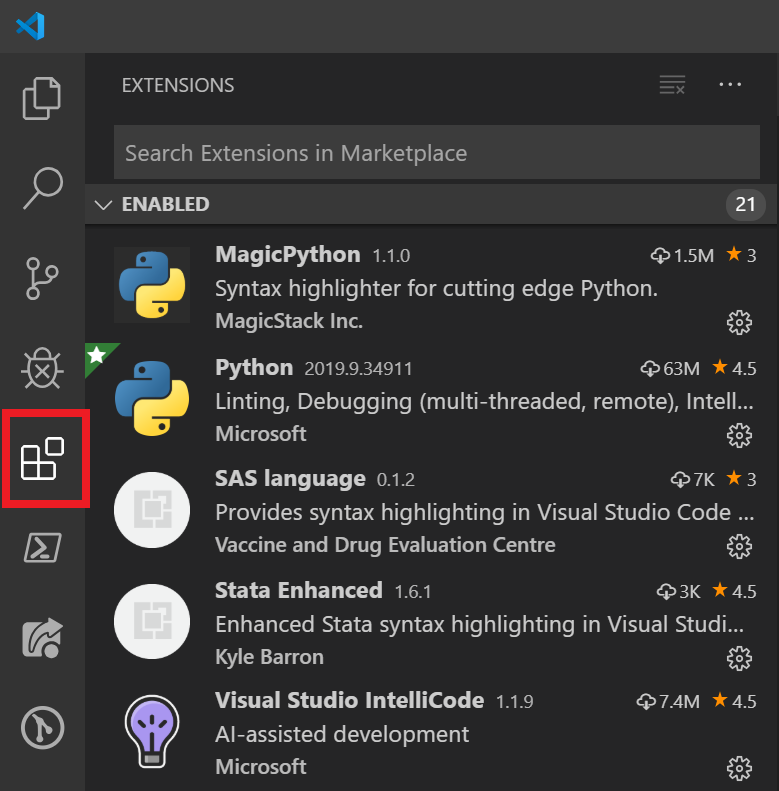 EXTENSIONS
Search Extensions in Marketplace
ENABLED 21
MagicPython 1.1.0 1.5M 3
Syntax highlighter for cutting edge Python.
MagicStack Inc.
Python 2019.9.34911 63M 4.5
Linting, Debugging (multi-threaded, remote), Intell...
Microsoft
SAS language 0.1.2 7K 3
Provides syntax highlighting in Visual Studio Code ...
Vaccine and Drug Evaluation Centre
Stata Enhanced 1.6.1 3K 4.5
Enhanced Stata syntax highlighting in Visual Studi...
Kyle Barron
Visual Studio IntelliCode 1.1.9 7.4M 4.5
AI-assisted development
Microsoft